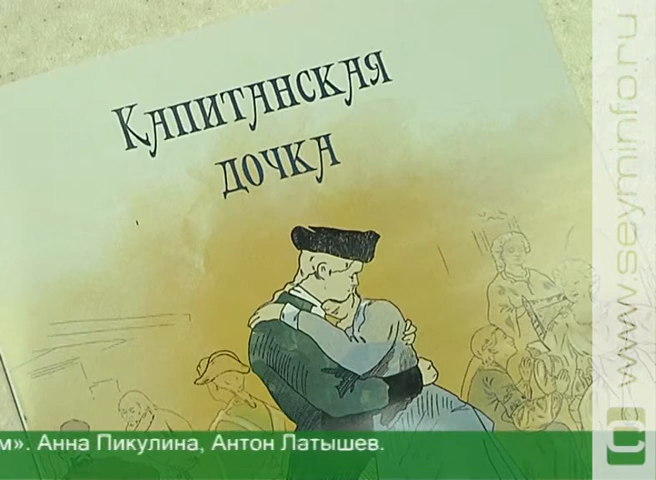 Капитанская
дочка
м». Анна Пикулина, Антон Латышев.
www.seyminfo.ru